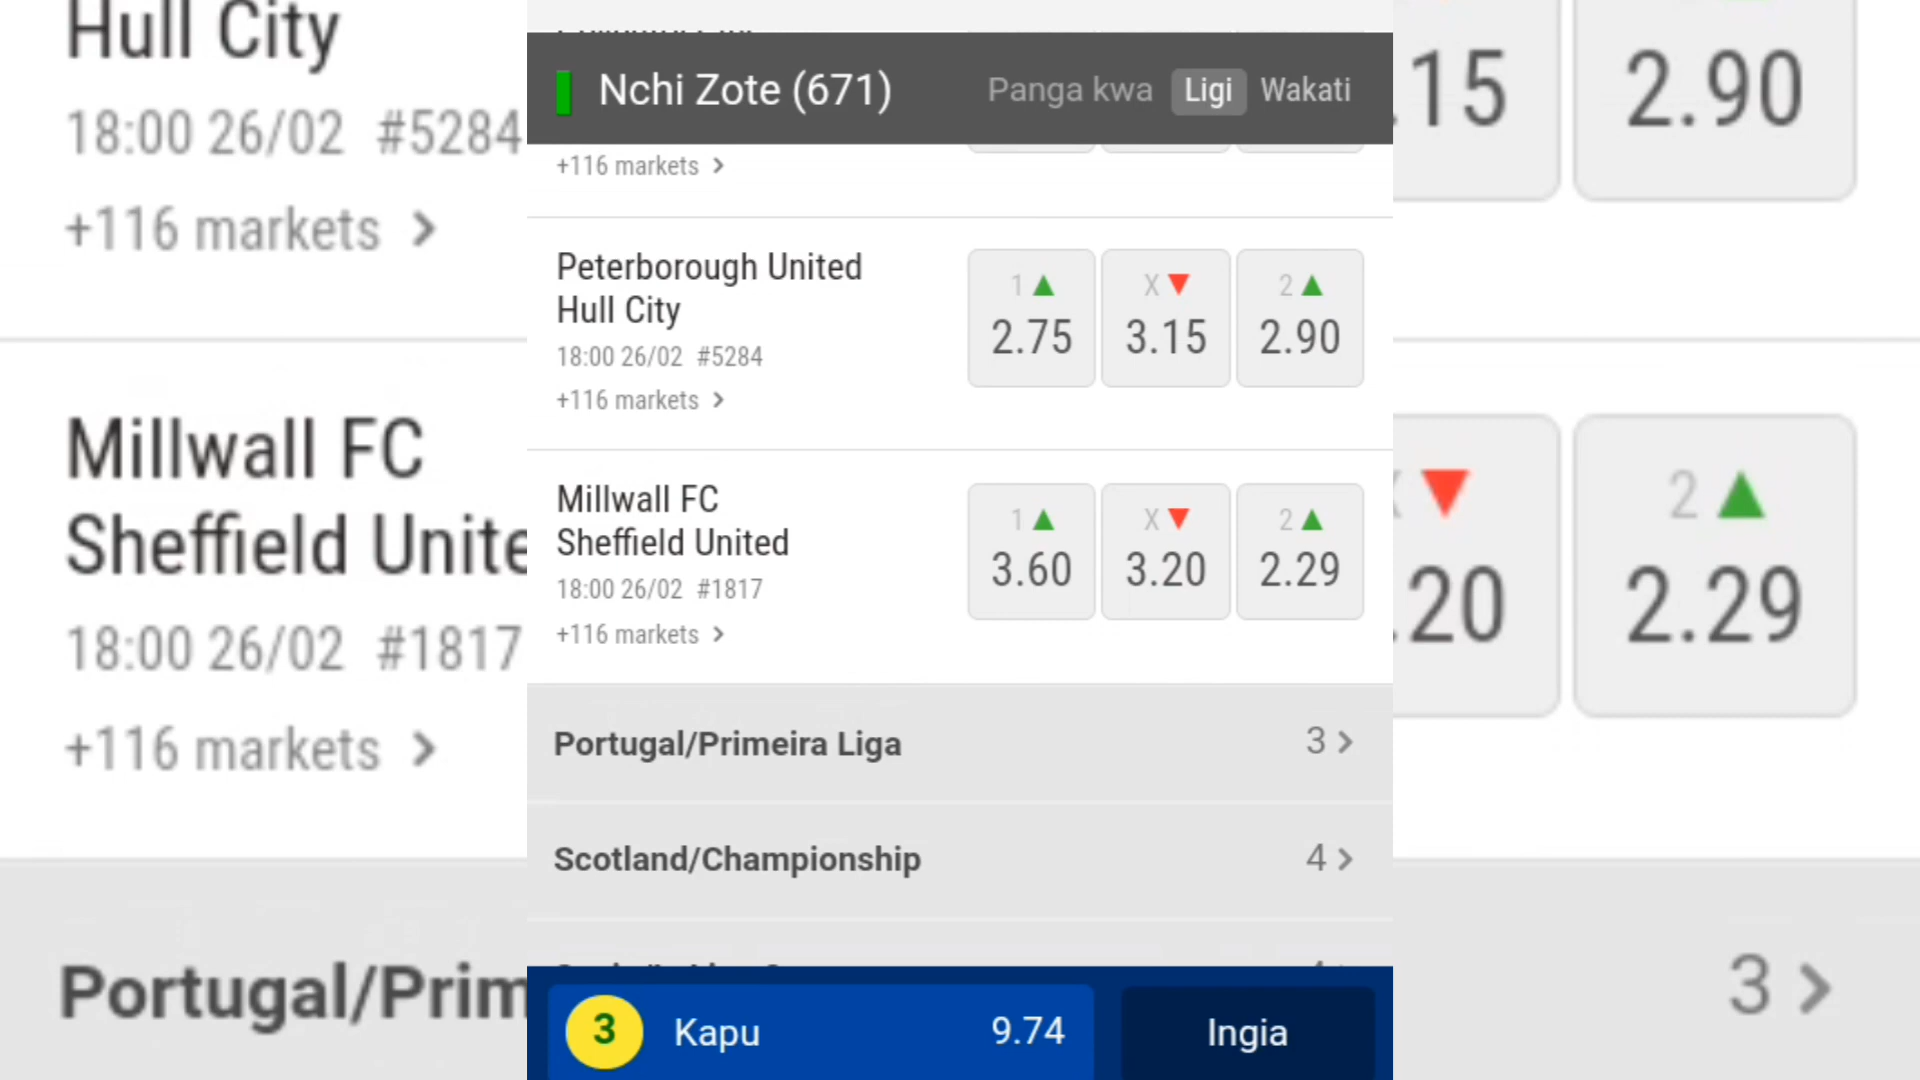 Nchi Zote (671) Panga kwa Ligi Wakati
+116 markets
Peterborough United
Hull City
18:00 26/02 #5284
+116 markets
1 X 2
2.75 3.15 2.90
Millwall FC
Sheffield United
18:00 26/02 #1817
+116 markets
1 X 2
3.60 3.20 2.29
Portugal/Primeira Liga 3
Scotland/Championship 4
3 Kapu 9.74 Ingia
Hull City
18:00 26/02 #5284
+116 markets
Millwall FC
Sheffield Unite
18:00 26/02 #1817
+116 markets
Portugal/Prim
.15 2.90
2
.20 2.29
3